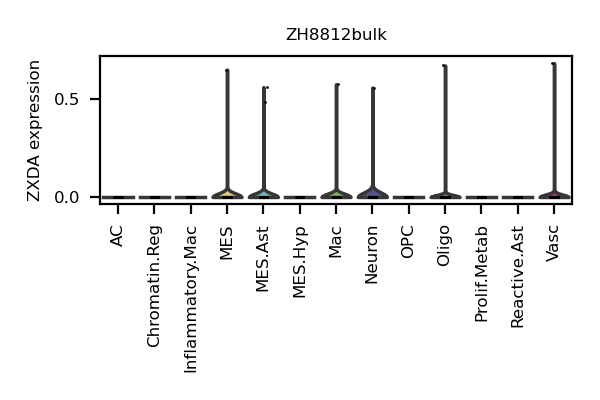 ZH8812bulk
ZXDA expression
0.5
0.0
AC
Chromatin.Reg
Inflammatory.Mac
MES
MES.Ast
MES.Hyp
Mac
Neuron
OPC
Oligo
Prolif.Metab
Reactive.Ast
Vasc